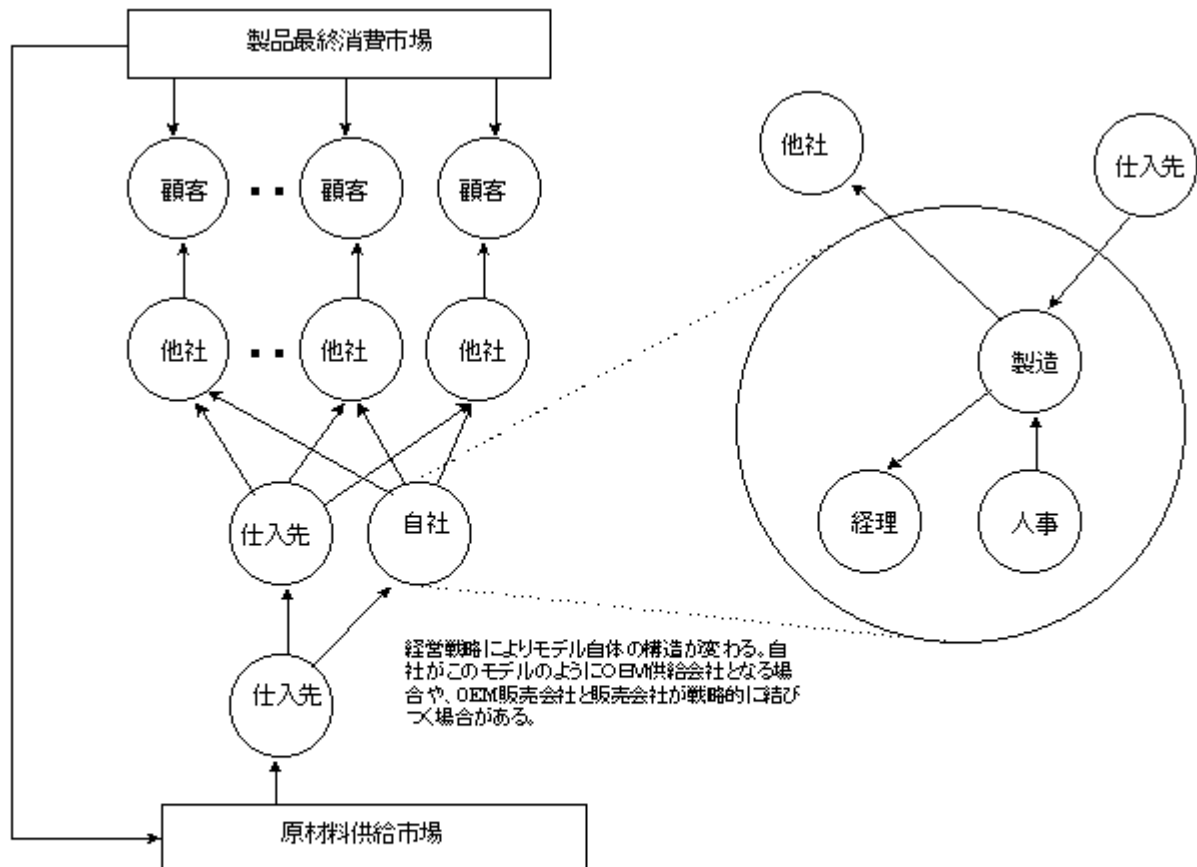 製品最終消費市場
顧客
顧客
顧客
他社
他社
他社
仕入先
自社
仕入先
原材料供給市場
経営戦略によりモデル自体の構造が変わる。自
社がこのモデルのようにOEM供給会社となる場
合や、OEM販売会社と販売会社が戦略的に結び
つく場合がある。
他社
仕入先
製造
経理
人事